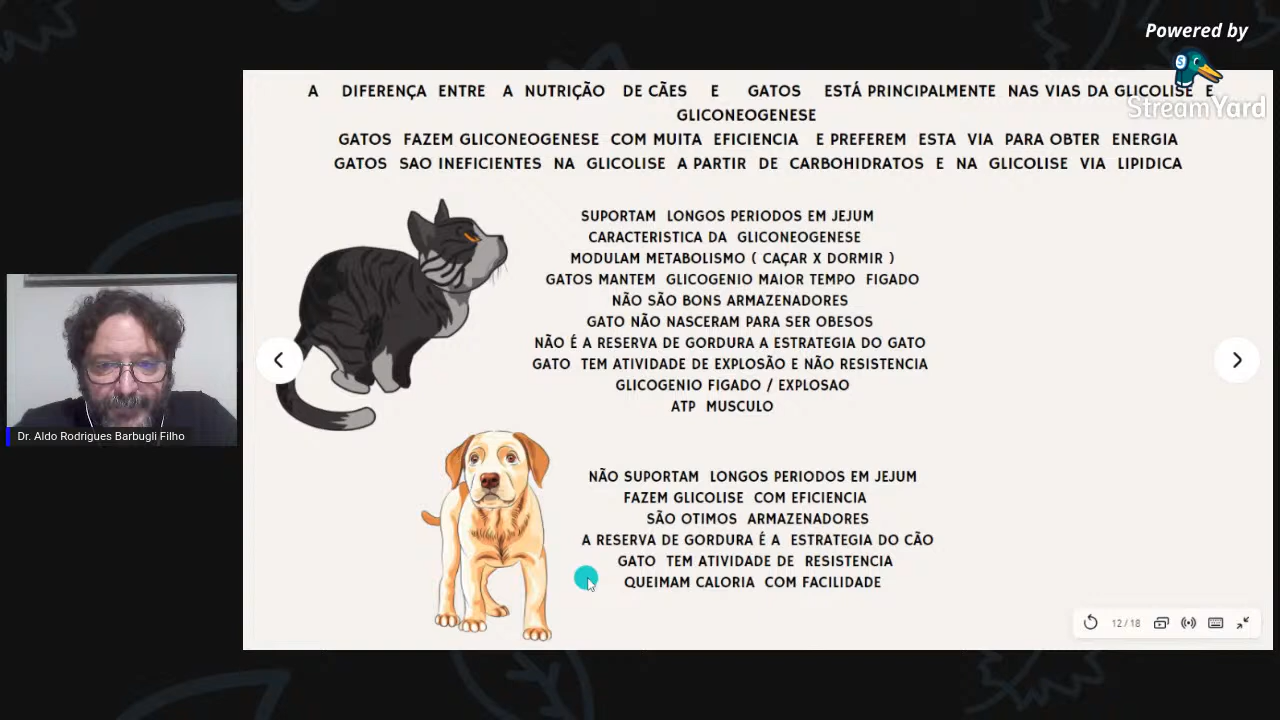 Powered by
StreamYard
A DIFERENÇA ENTRE A NUTRIÇÃO DE CÃES E GATOS ESTÁ PRINCIPALMENTE NAS VIAS DA GLICOLISE E
GLICONEOGENESE
GATOS FAZEM GLICONEOGENESE COM MUITA EFICIENCIA E PREFEREM ESTA VIA PARA OBTER ENERGIA
GATOS SAO INEFICIENTES NA GLICOLISE A PARTIR DE CARBOHIDRATOS E NA GLICOLISE VIA LIPIDICA
SUPORTAM LONGOS PERIODOS EM JEJUM
CARACTERISTICA DA GLICONEOGENESE
MODULAM METABOLISMO ( CAÇAR X DORMIR )
GATOS MANTEM GLICOGENIO MAIOR TEMPO FIGADO
NÃO SÃO BONS ARMAZENADORES
GATO NÃO NASCERAM PARA SER OBESOS
NÃO É A RESERVA DE GORDURA A ESTRATEGIA DO GATO
GATO TEM ATIVIDADE DE EXPLOSÃO E NÃO RESISTENCIA
GLICOGENIO FIGADO / EXPLOSAO
ATP MUSCULO
Dr. Aldo Rodrigues Barbugli Filho
NÃO SUPORTAM LONGOS PERIODOS EM JEJUM
FAZEM GLICOLISE COM EFICIENCIA
SÃO OTIMOS ARMAZENADORES
A RESERVA DE GORDURA É A ESTRATEGIA DO CÃO
GATO TEM ATIVIDADE DE RESISTENCIA
QUEIMAM CALORIA COM FACILIDADE
12 / 18